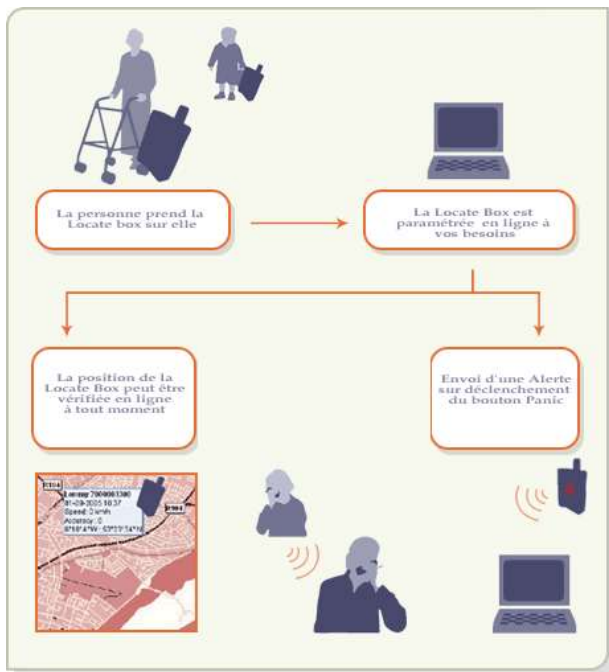 La personne prend la
Locate box sur elle
La Locate Box est
paramétrée en ligne à
vos besoins
La position de la
Locate Box peut être
vérifiée en ligne
à tout moment
Envoi d'une Alerte
sur déclenchement
du bouton Panic
Speed: 0 km/h
Accuracy: 0